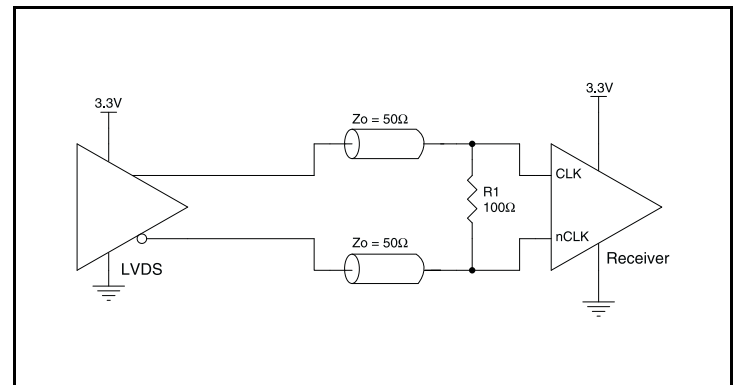 3.3V
3.3V
Zo = 50Ω
CLK
R1
100Ω
nCLK
Zo = 50Ω
LVDS
Receiver